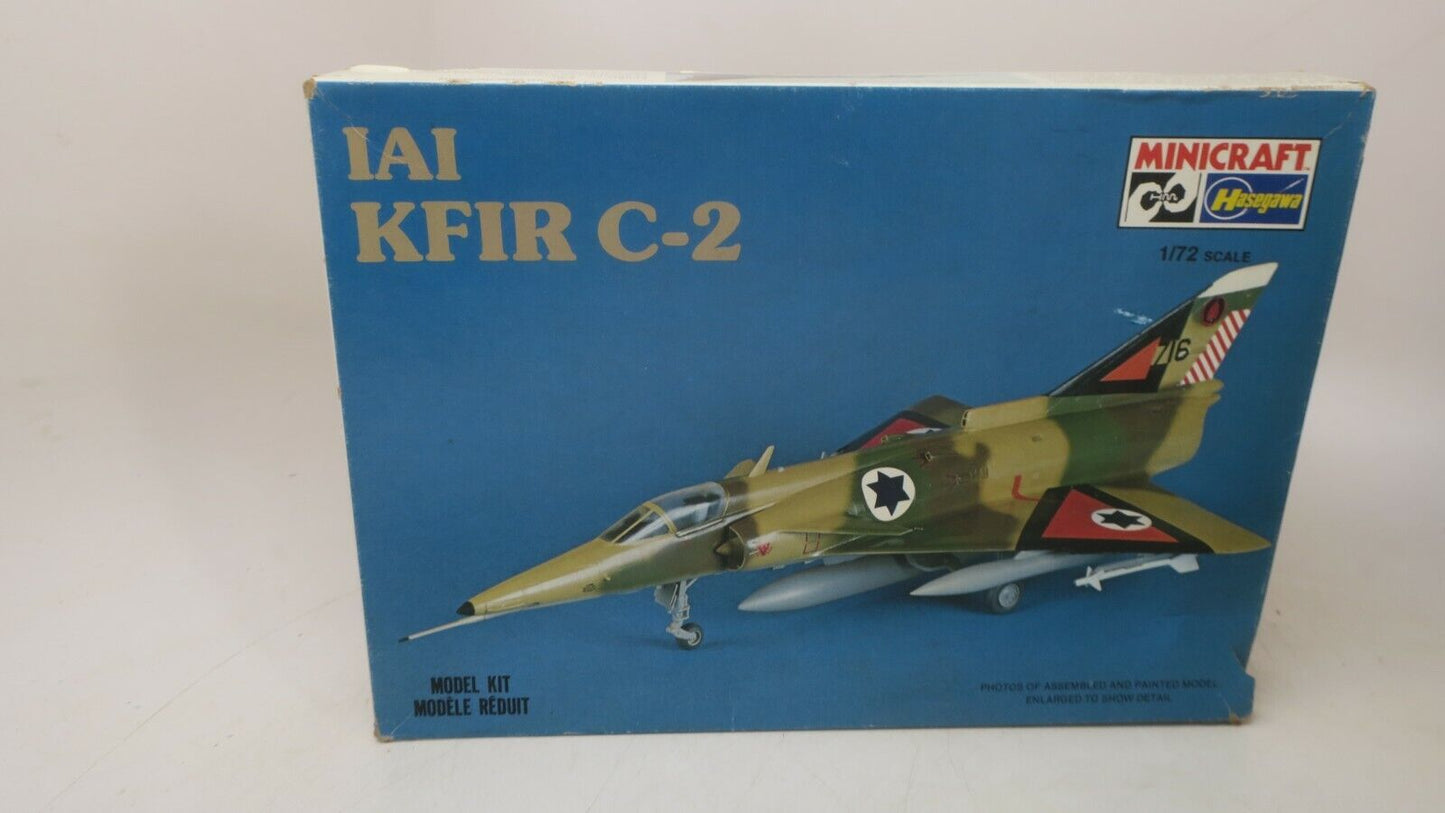 IAI
KFIR C-2
MINICRAFT
Hasegawa
1/72 SCALE
716
MODEL KIT
MODÈLE RÉDUIT
PHOTOS OF ASSEMBLED AND PAINTED MODEL
ENLARGED TO SHOW DETAIL